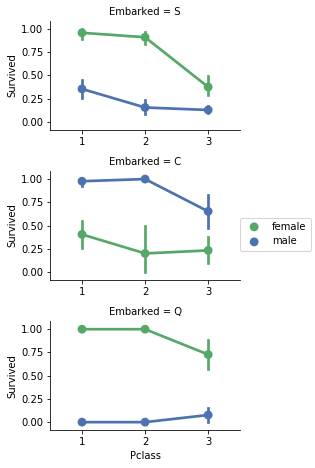 Embarked = S
Survived
1.00
0.75
0.50
0.25
0.00
1 2 3
Embarked = C
Survived
1.00
0.75
0.50
0.25
0.00
1 2 3
female
male
Embarked = Q
Survived
1.00
0.75
0.50
0.25
0.00
1 2 3
Pclass